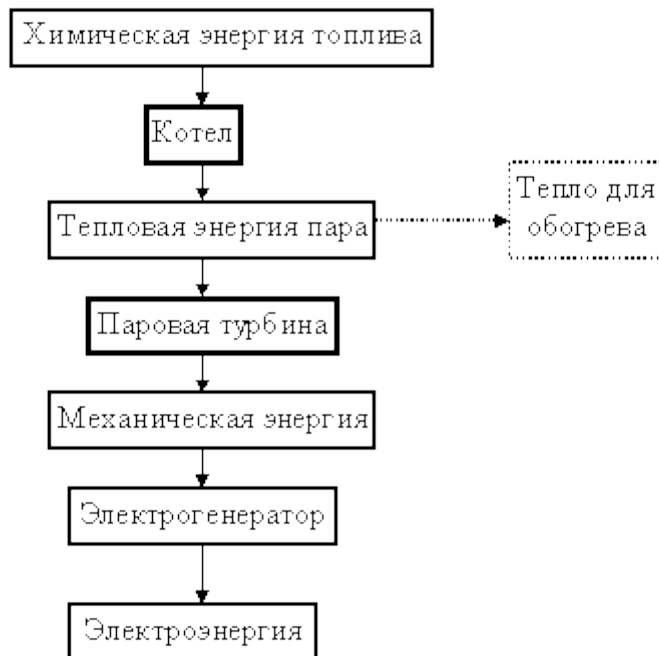 Химическая энергия топлива
Котел
Тепловая энергия пара
Тепло для
обогрева
Паровая турбина
Механическая энергия
Электрогенератор
Электроэнергия